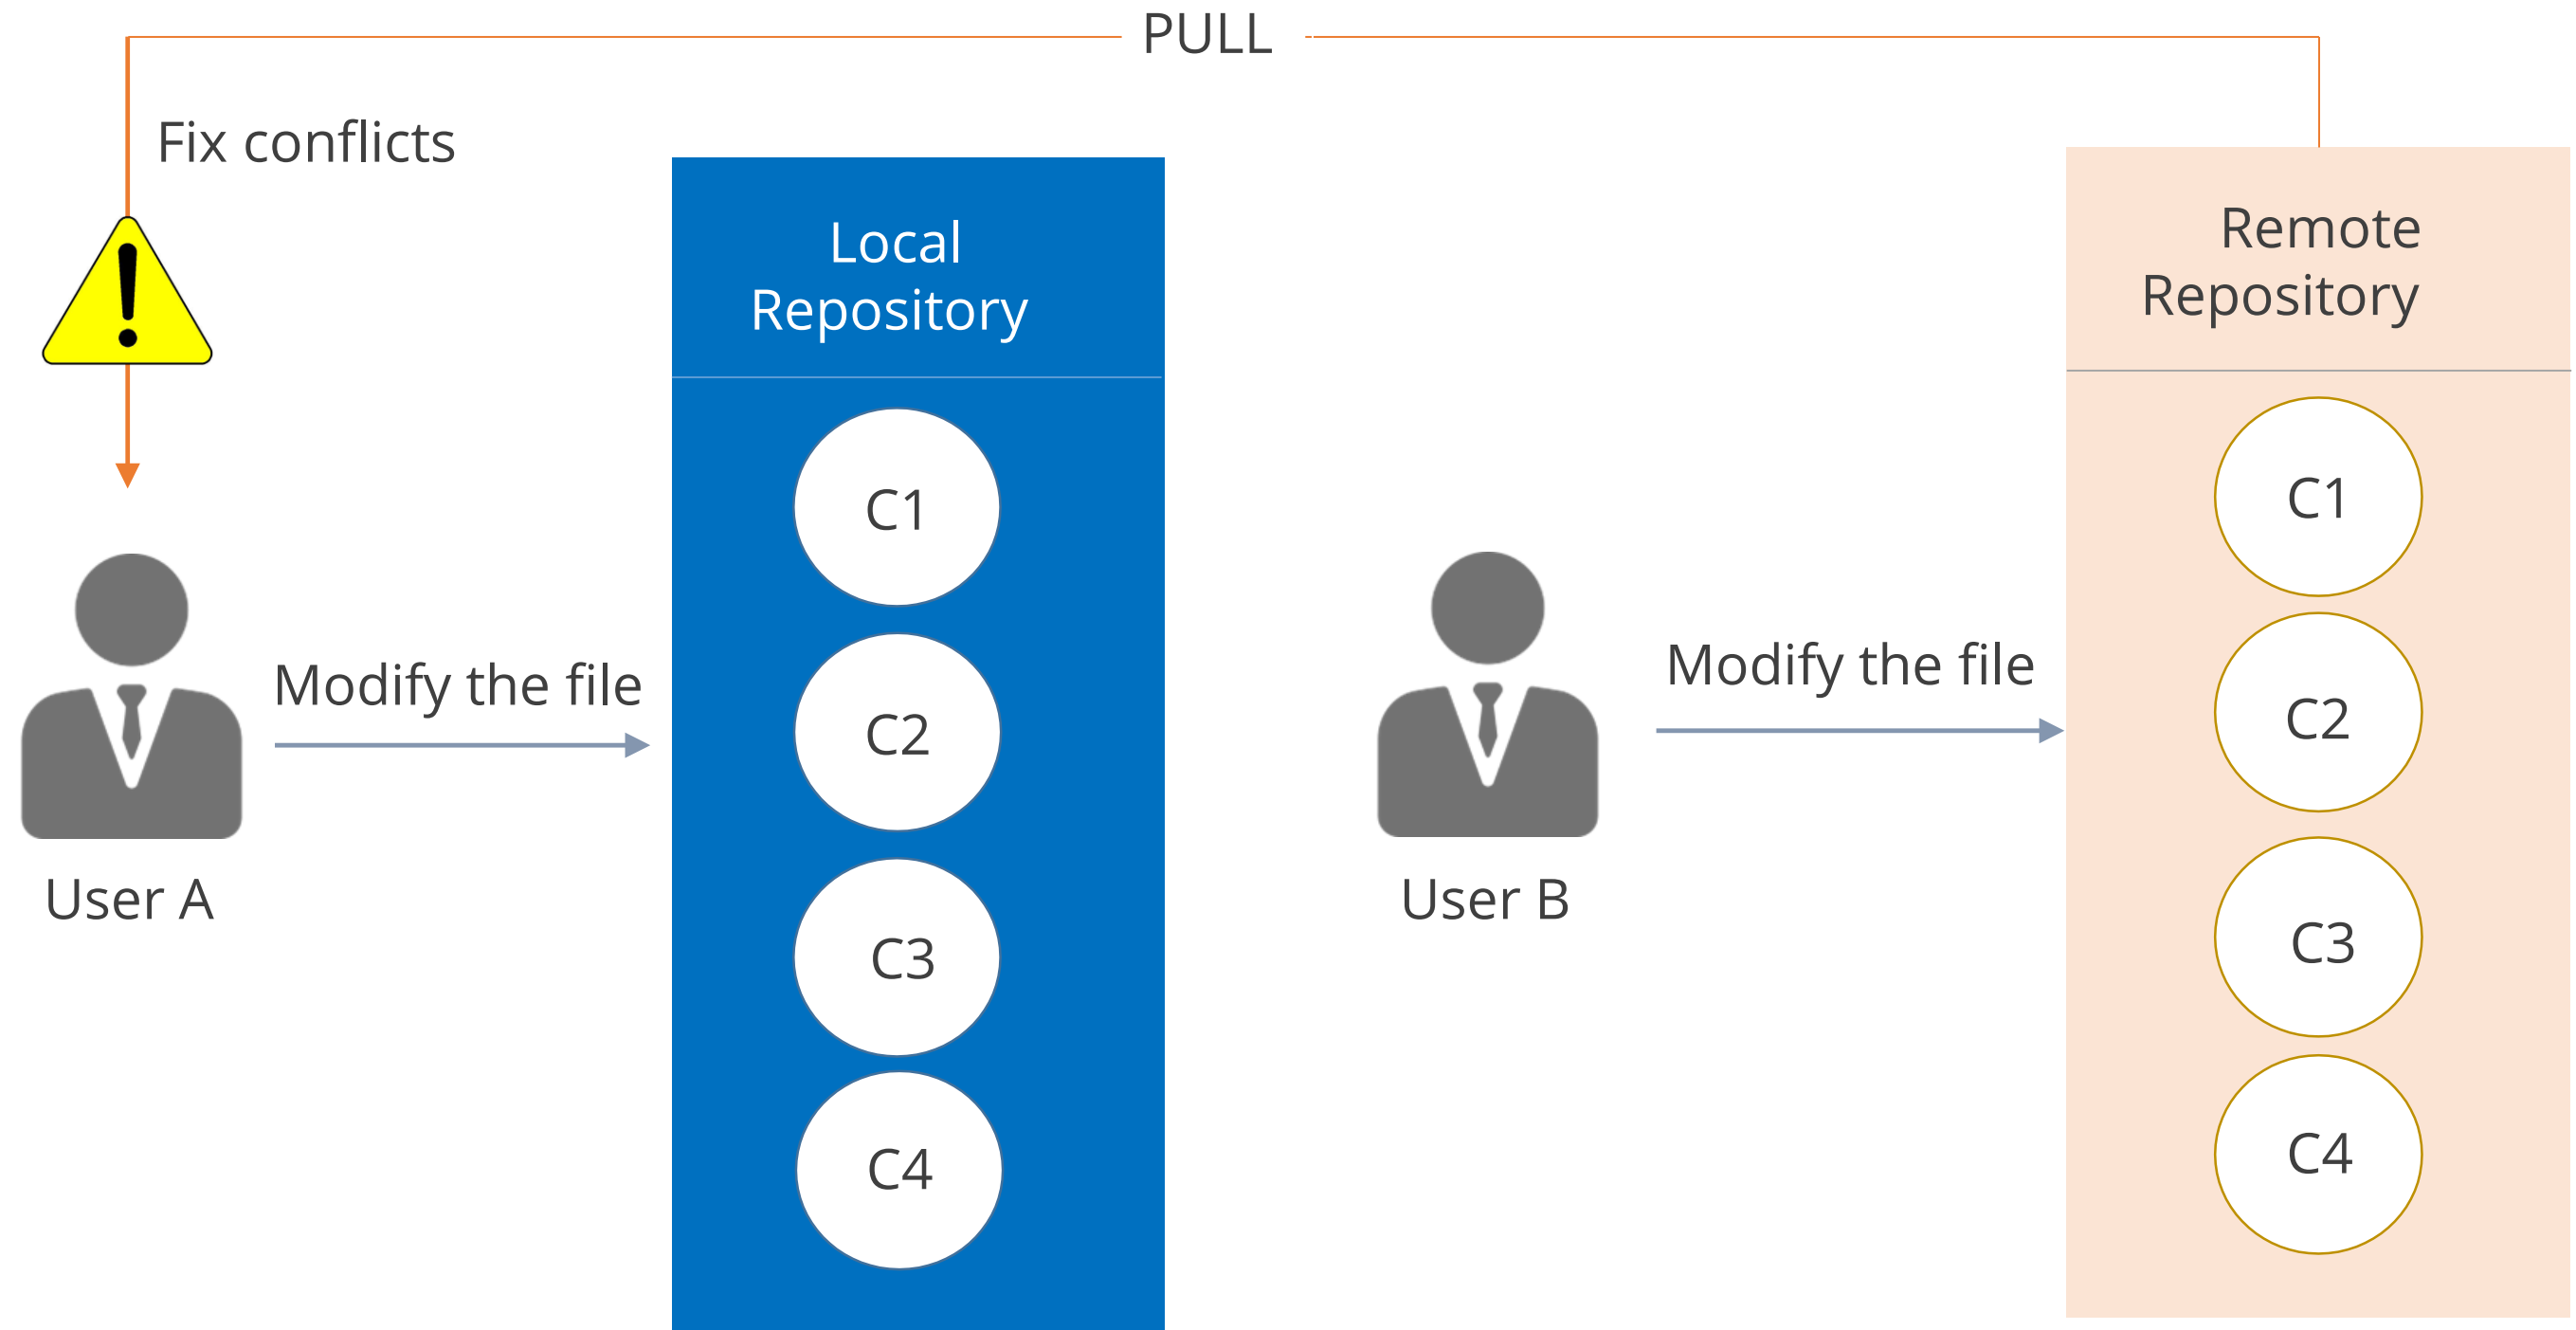 PULL
Fix conflicts
Local
Repository
C1
C2
C3
C4
Modify the file
User A
Remote
Repository
C1
C2
C3
C4
Modify the file
User B